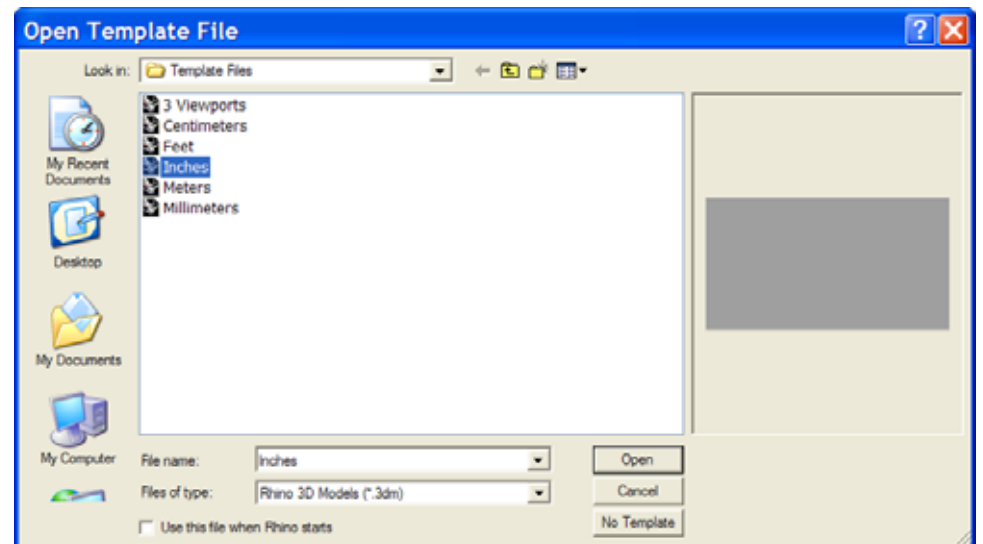 Open Template File
Look in: Template Files
3 Viewports
Centimeters
Feet
Inches
Meters
Millimeters
My Recent
Documents
Desktop
My Documents
My Computer
File name: Inches Open
Files of type: Rhino 3D Models (*.3dm) Cancel
Use this file when Rhino starts No Template